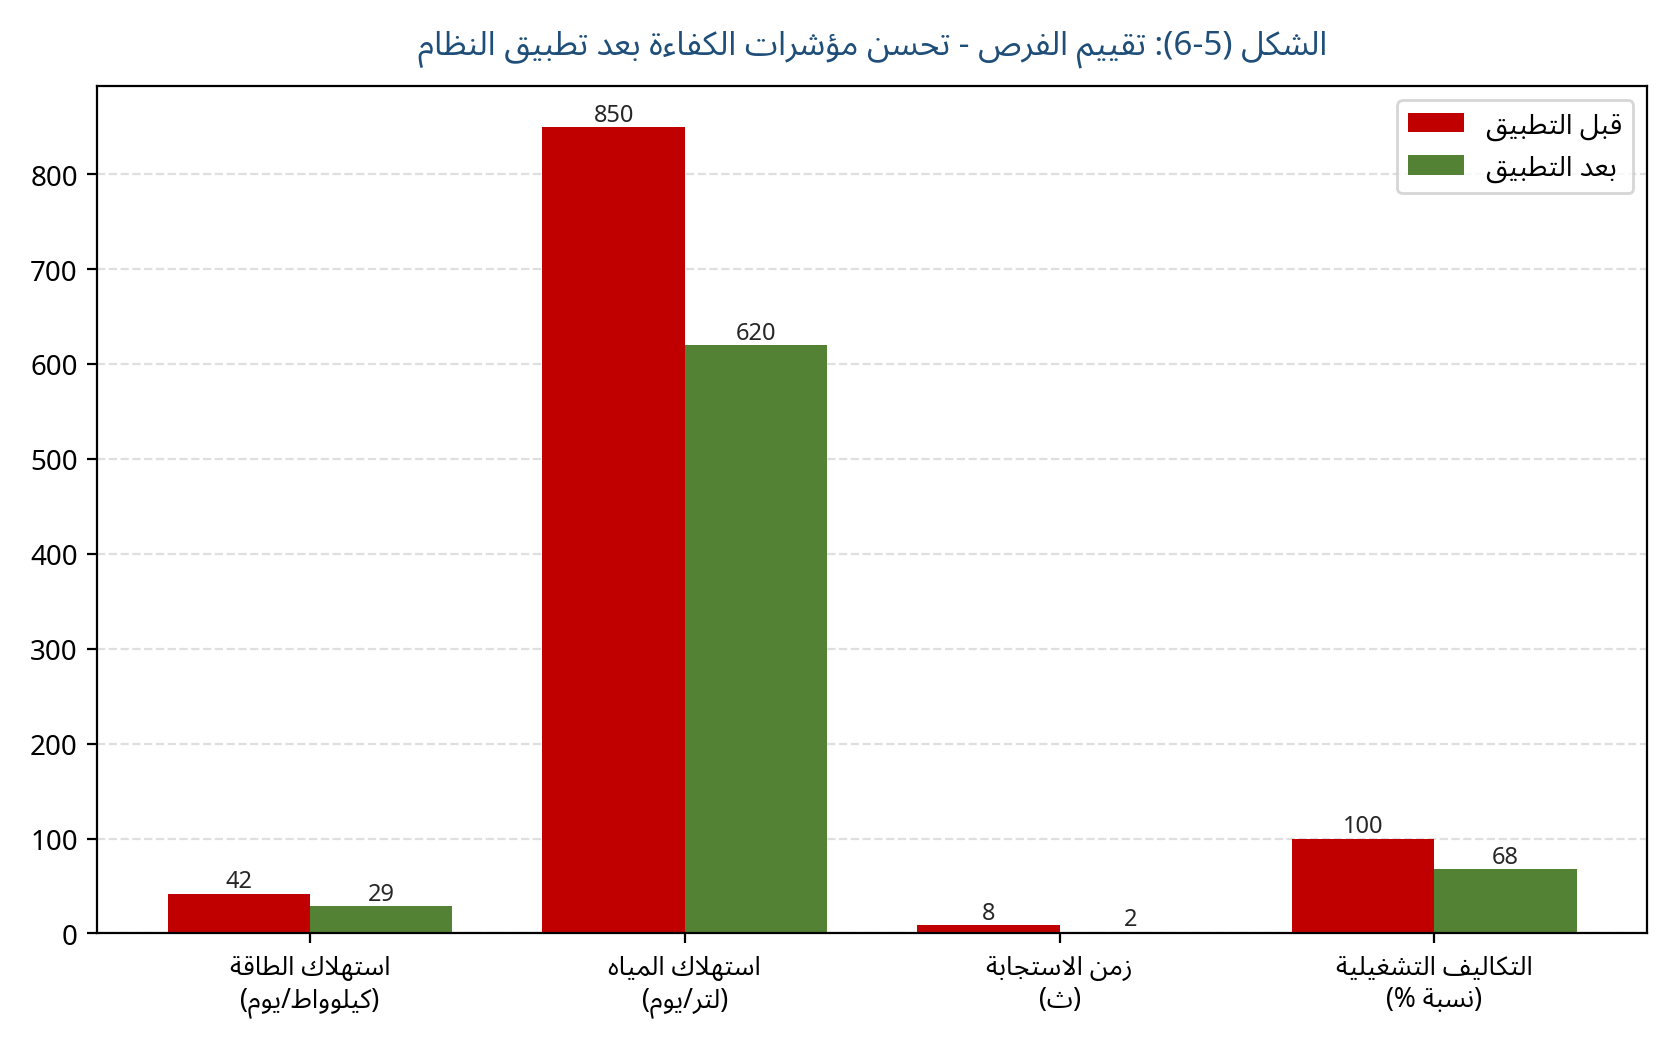 الشكل (5-6): تقييم الفرص - تحسن مؤشرات الكفاءة بعد تطبيق النظام
قبل التطبيق
بعد التطبيق
800
700
600
500
400
300
200
100
0
42
29
850
620
8
2
100
68
استهلاك الطاقة
(كيلوواط/يوم)
استهلاك المياه
(لتر/يوم)
زمن الاستجابة
(ث)
التكاليف التشغيلية
(نسبة %)